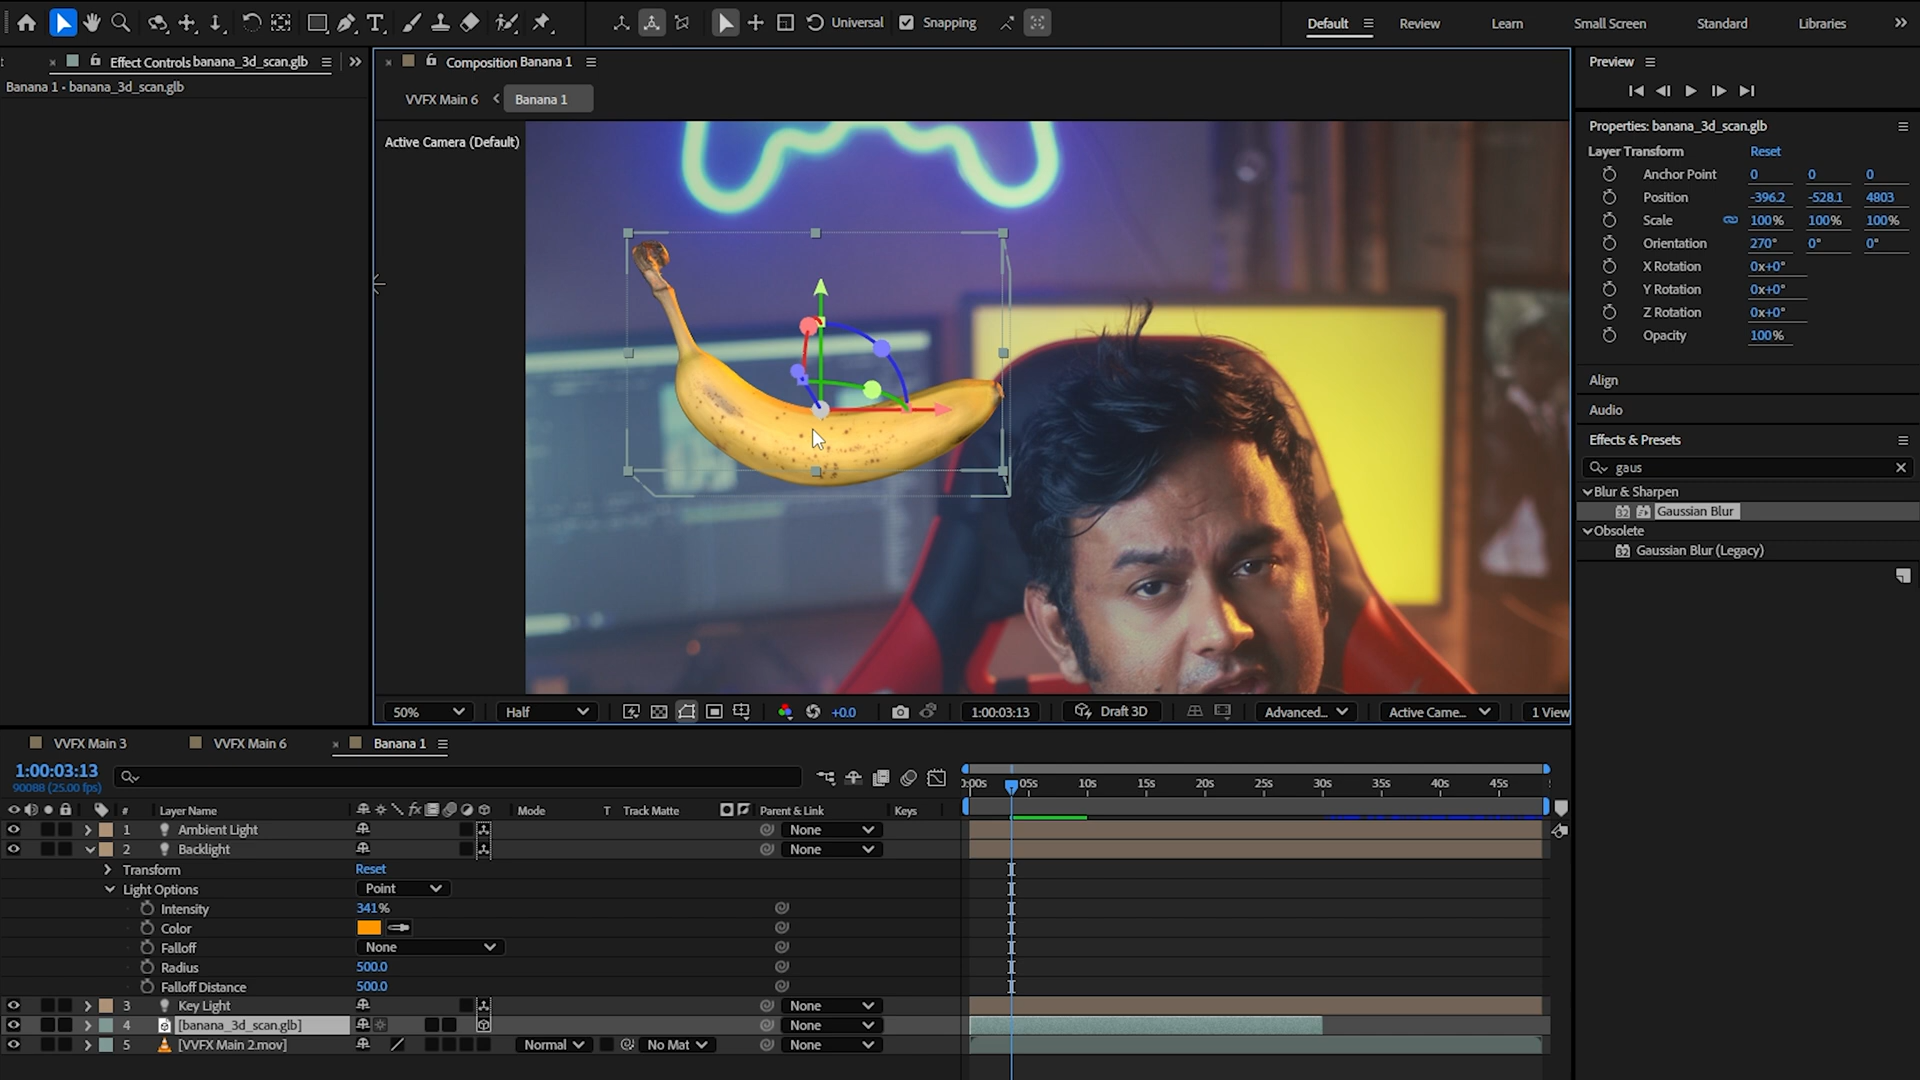 Universal
Snapping
Default
Review
Learn
Small Screen
Standard
Libraries
Effect Controls banana_3d_scan.glb
Banana 1 • banana_3d_scan.glb
Composition Banana 1
VVFX Main 6
Banana 1
Active Camera (Default)
Preview
Properties: banana_3d_scan.glb
Layer Transform Reset
Anchor Point 0 0 0
Position -396.2 -528.1 4803
Scale 100% 100% 100%
Orientation 270° 0° 0°
X Rotation 0x+0°
Y Rotation 0x+0°
Z Rotation 0x+0°
Opacity 100%
Align
Audio
Effects & Presets
gaus
Blur & Sharpen
32 Gaussian Blur
Obsolete
32 Gaussian Blur (Legacy)
50% Half +0.0 1:00:03:13 Draft 3D Advanced... Active Came... 1 View
VVFX Main 3 VVFX Main 6 Banana 1
1:00:03:13
90088 (25.00 fps)
0:00s 05s 10s 15s 20s 25s 30s 35s 40s 45s
# Layer Name fx Mode T Track Matte Parent & Link Keys
1 Ambient Light None
2 Backlight None
Transform Reset
Light Options Point
Intensity 341%
Color
Falloff None
Radius 500.0
Falloff Distance 500.0
3 Key Light None
4 [banana_3d_scan.glb] None
5 [VVFX Main 2.mov] Normal No Mat None